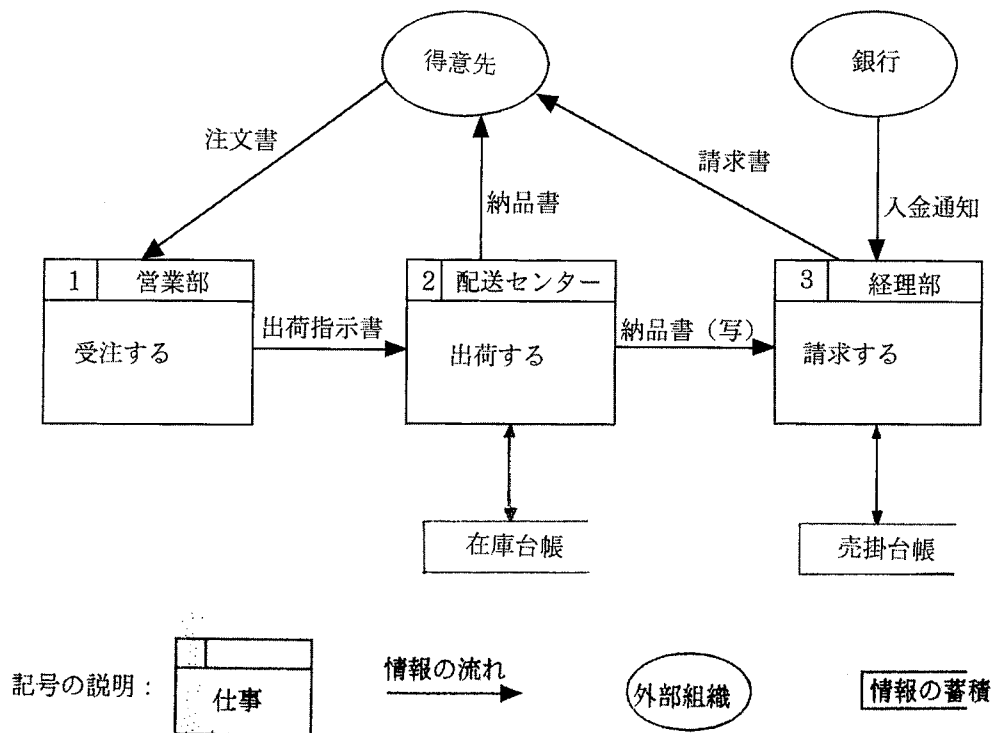 得意先
銀行
注文書
納品書
請求書
入金通知
1 営業部
受注する
出荷指示書
2 配送センター
出荷する
納品書（写）
3 経理部
請求する
在庫台帳
売掛台帳
記号の説明：
仕事
情報の流れ
外部組織
情報の蓄積